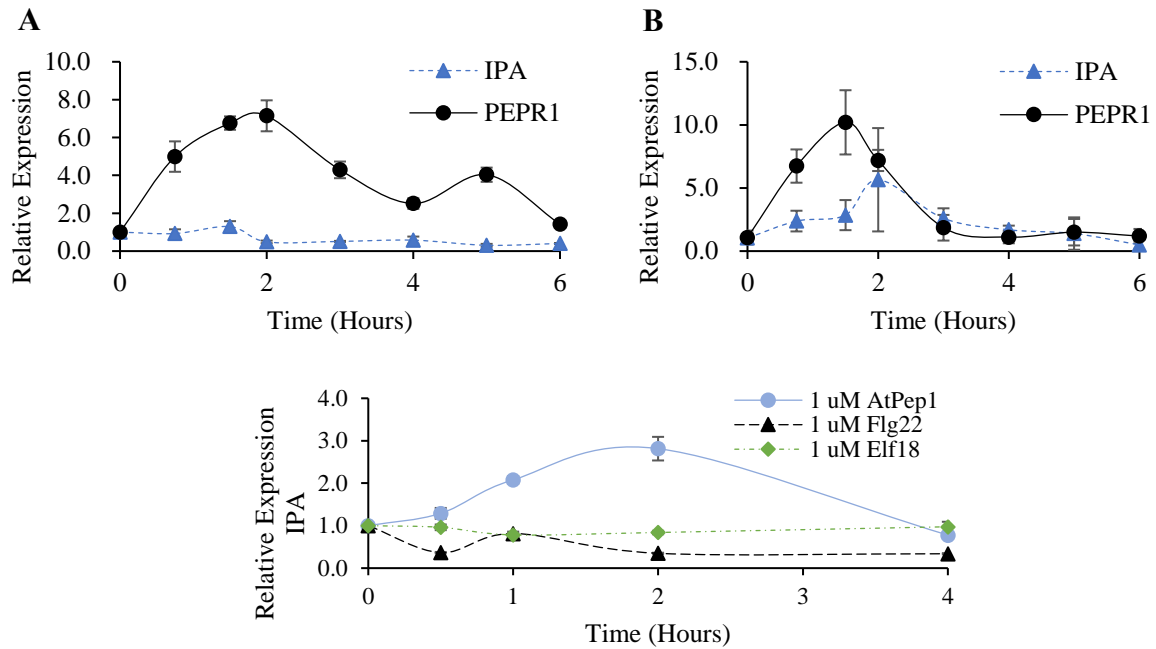 A
10.0
8.0
6.0
4.0
2.0
0.0
0 2 4 6
Relative Expression
Time (Hours)
IPA
PEPR1
B
15.0
10.0
5.0
0.0
0 2 4 6
Relative Expression
Time (Hours)
IPA
PEPR1
4.0
3.0
2.0
1.0
0.0
0 1 2 3 4
Relative Expression
IPA
Time (Hours)
1 uM AtPep1
1 uM Flg22
1 uM Elf18